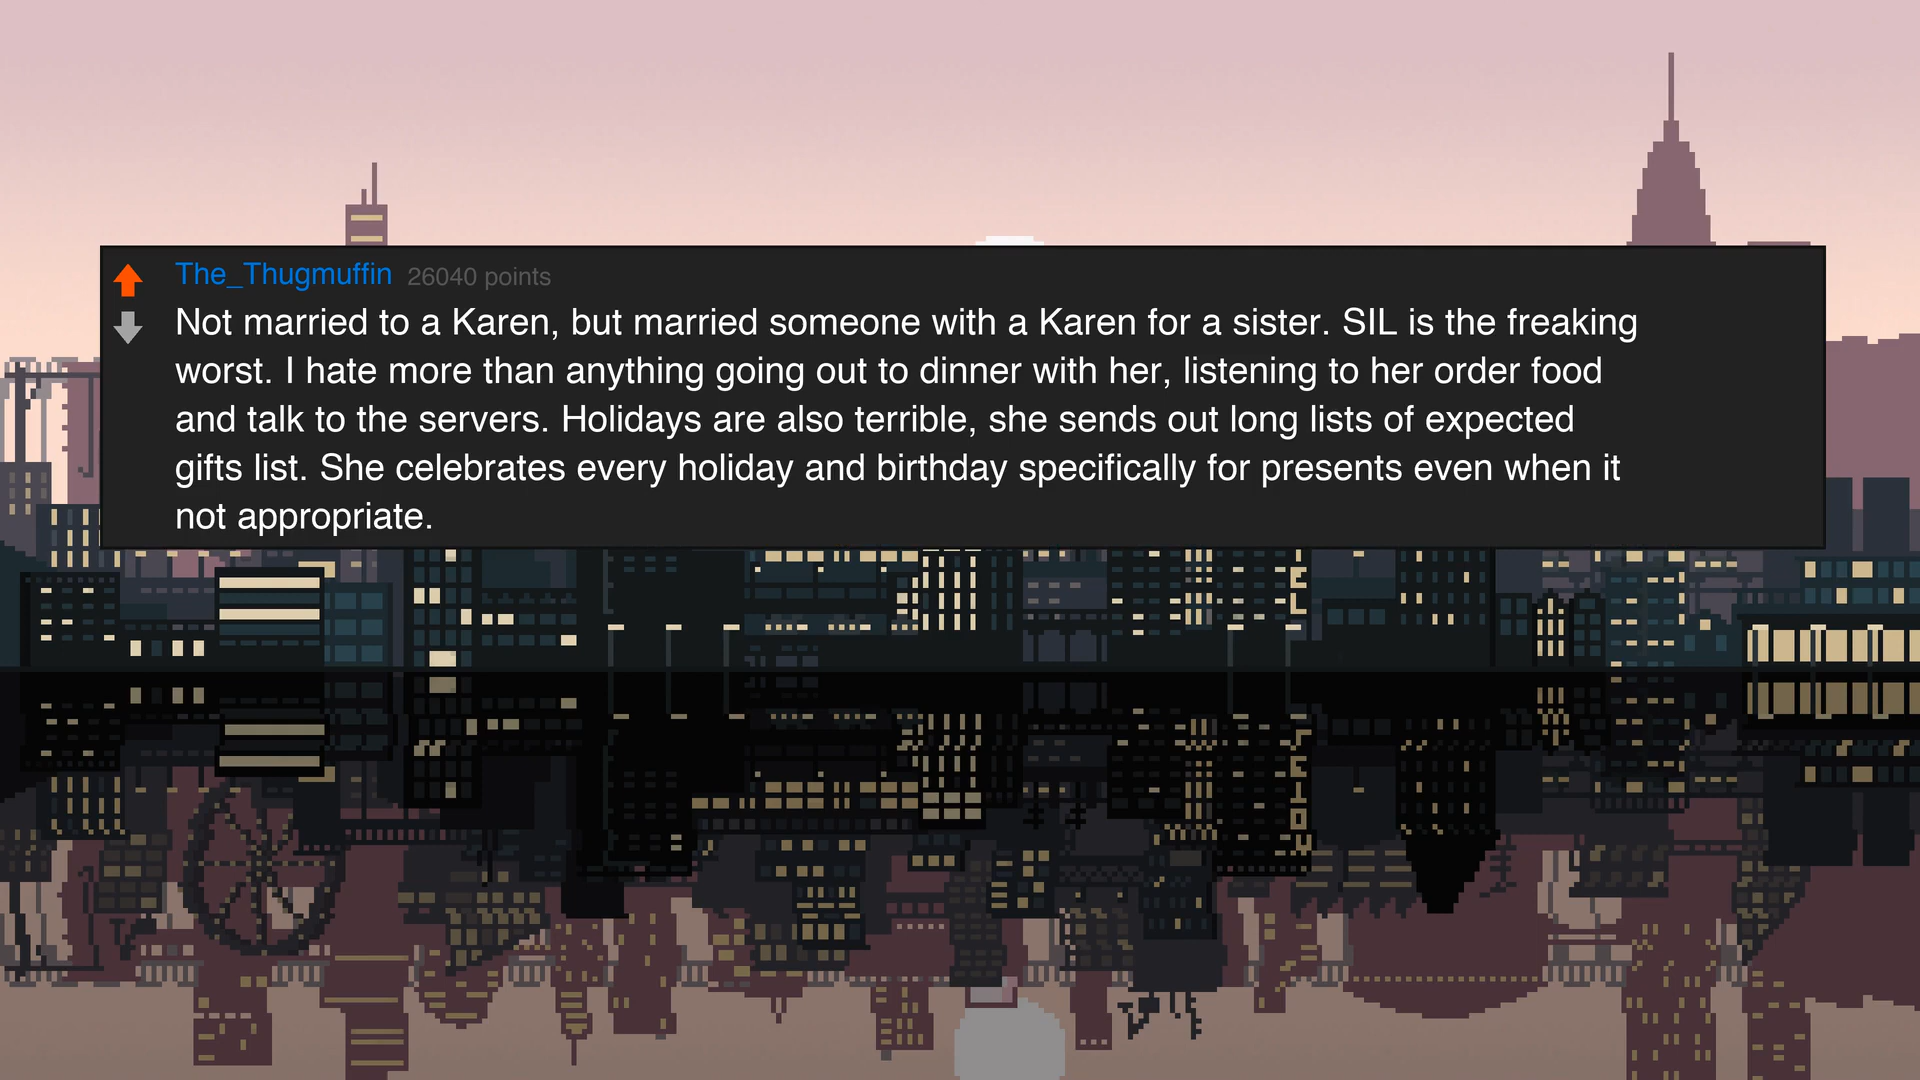 The_Thugmuffin 26040 points
Not married to a Karen, but married someone with a Karen for a sister. SIL is the freaking
worst. I hate more than anything going out to dinner with her, listening to her order food
and talk to the servers. Holidays are also terrible, she sends out long lists of expected
gifts list. She celebrates every holiday and birthday specifically for presents even when it
not appropriate.